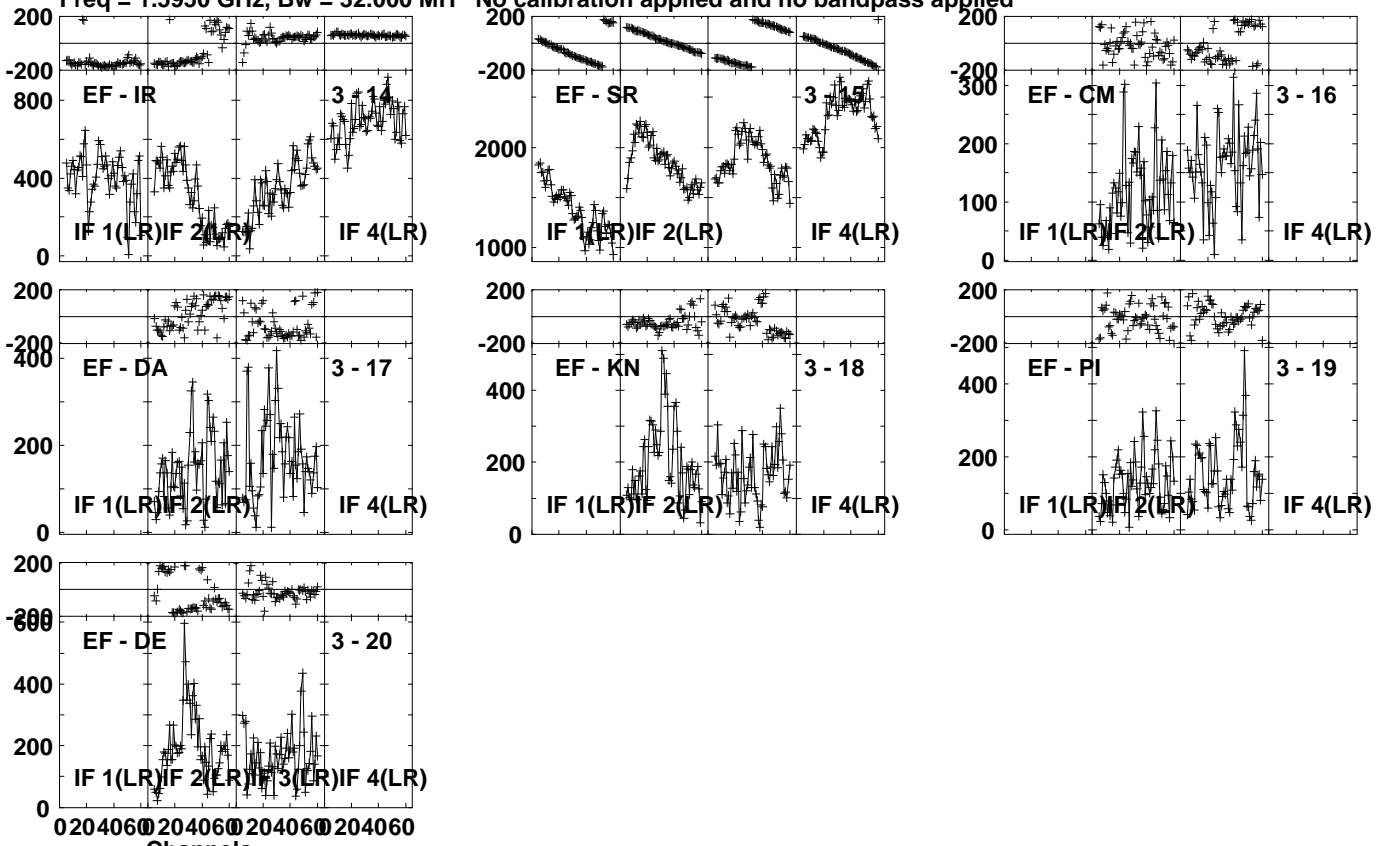 Freq = 1.5950 GHz, Bw = 32.000 MH No calibration applied and no bandpass applied
200
-200
800
400
0
EF - IR
3 - 14
IF 1(LR)
IF 2(LR)
IF 4(LR)
200
-200
2000
1000
EF - SR
3 - 15
IF 1(LR)
IF 2(LR)
IF 4(LR)
200
-200
300
200
100
0
EF - CM
3 - 16
IF 1(LR)
IF 2(LR)
IF 4(LR)
200
-200
400
200
0
EF - DA
3 - 17
IF 1(LR)
IF 2(LR)
IF 4(LR)
200
-200
400
200
0
EF - KN
3 - 18
IF 1(LR)
IF 2(LR)
IF 4(LR)
200
-200
400
200
0
EF - PI
3 - 19
IF 1(LR)
IF 2(LR)
IF 4(LR)
200
-200
600
400
200
0
EF - DE
3 - 20
IF 1(LR)
IF 2(LR)
IF 3(LR)
IF 4(LR)
0 20 40 60 0 20 40 60 0 20 40 60 0 20 40 60
Channels